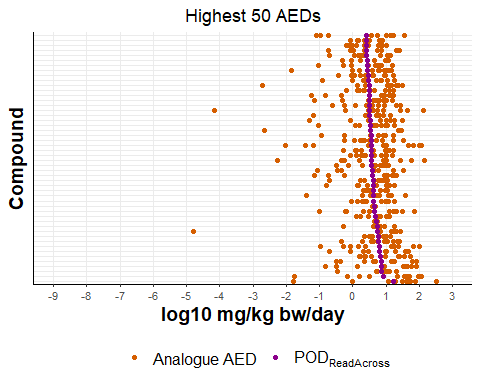 Highest 50 AEDs
Compound
-9 -8 -7 -6 -5 -4 -3 -2 -1 0 1 2 3
log10 mg/kg bw/day
Analogue AED POD_ReadAcross